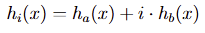 h_i(x) = h_a(x) + i · h_b(x)